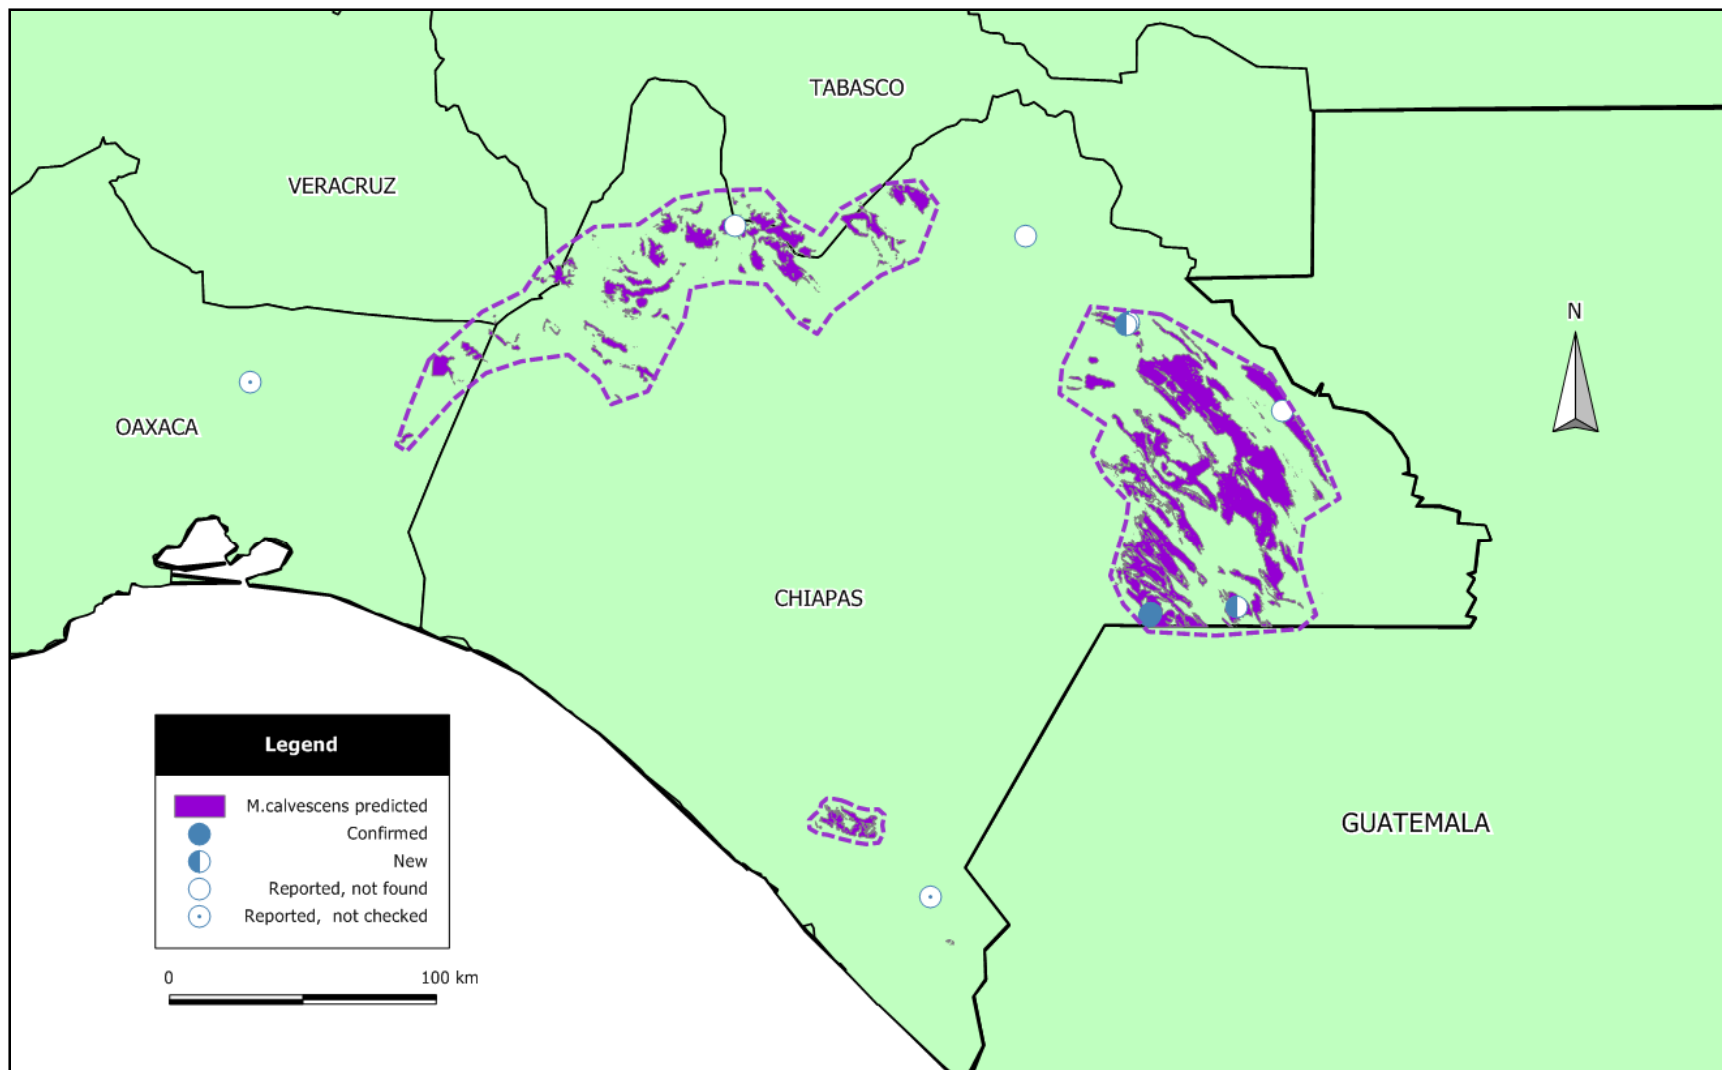 TABASCO
VERACRUZ
N
OAXACA
CHIAPAS
GUATEMALA
Legend
M.calvescens predicted
Confirmed
New
Reported, not found
Reported, not checked
0 100 km